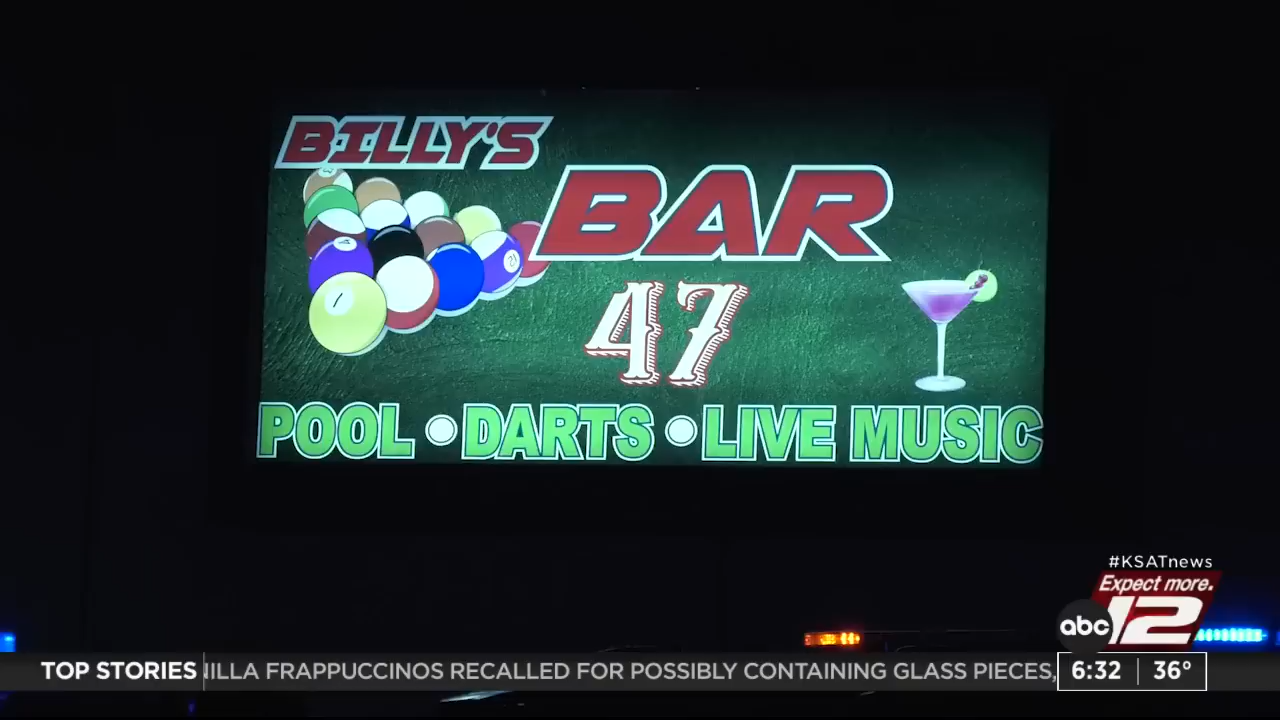 BILLY'S
BAR
47
POOL • DARTS • LIVE MUSIC
#KSATnews
Expect more.
abc 12
TOP STORIES NILLA FRAPPUCCINOS RECALLED FOR POSSIBLY CONTAINING GLASS PIECES, 6:32 36°